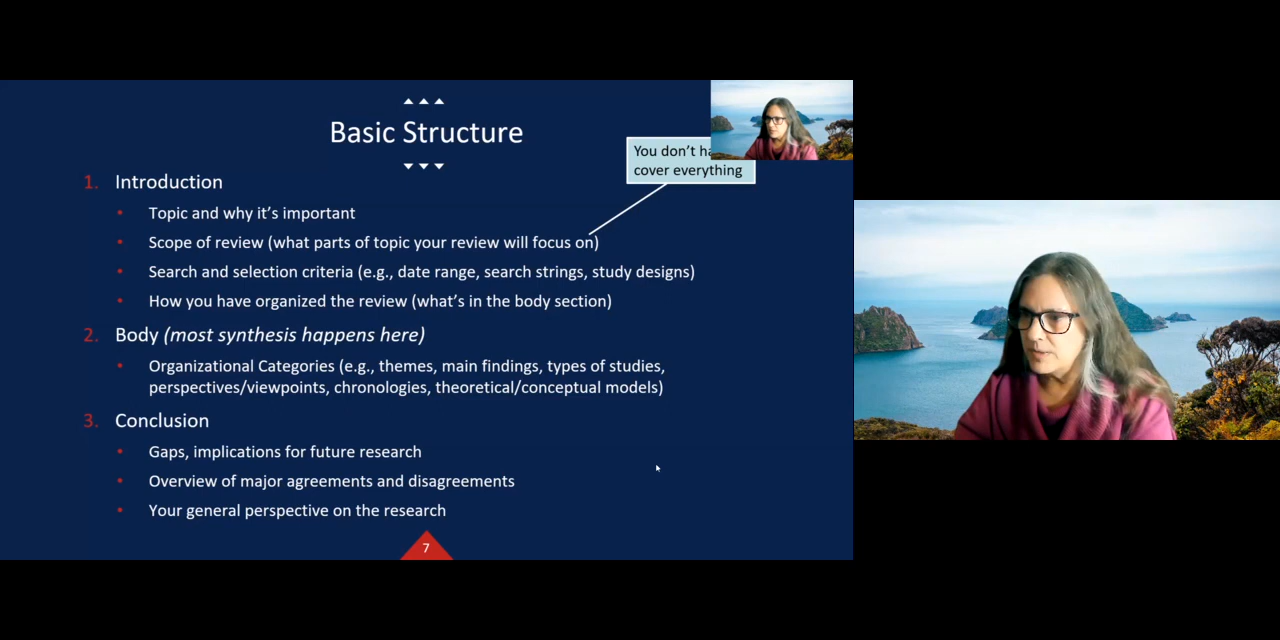 Basic Structure
You don't
cover everything
1. Introduction
• Topic and why it's important
• Scope of review (what parts of topic your review will focus on)
• Search and selection criteria (e.g., date range, search strings, study designs)
• How you have organized the review (what's in the body section)
2. Body (most synthesis happens here)
• Organizational Categories (e.g., themes, main findings, types of studies,
perspectives/viewpoints, chronologies, theoretical/conceptual models)
3. Conclusion
• Gaps, implications for future research
• Overview of major agreements and disagreements
• Your general perspective on the research
7